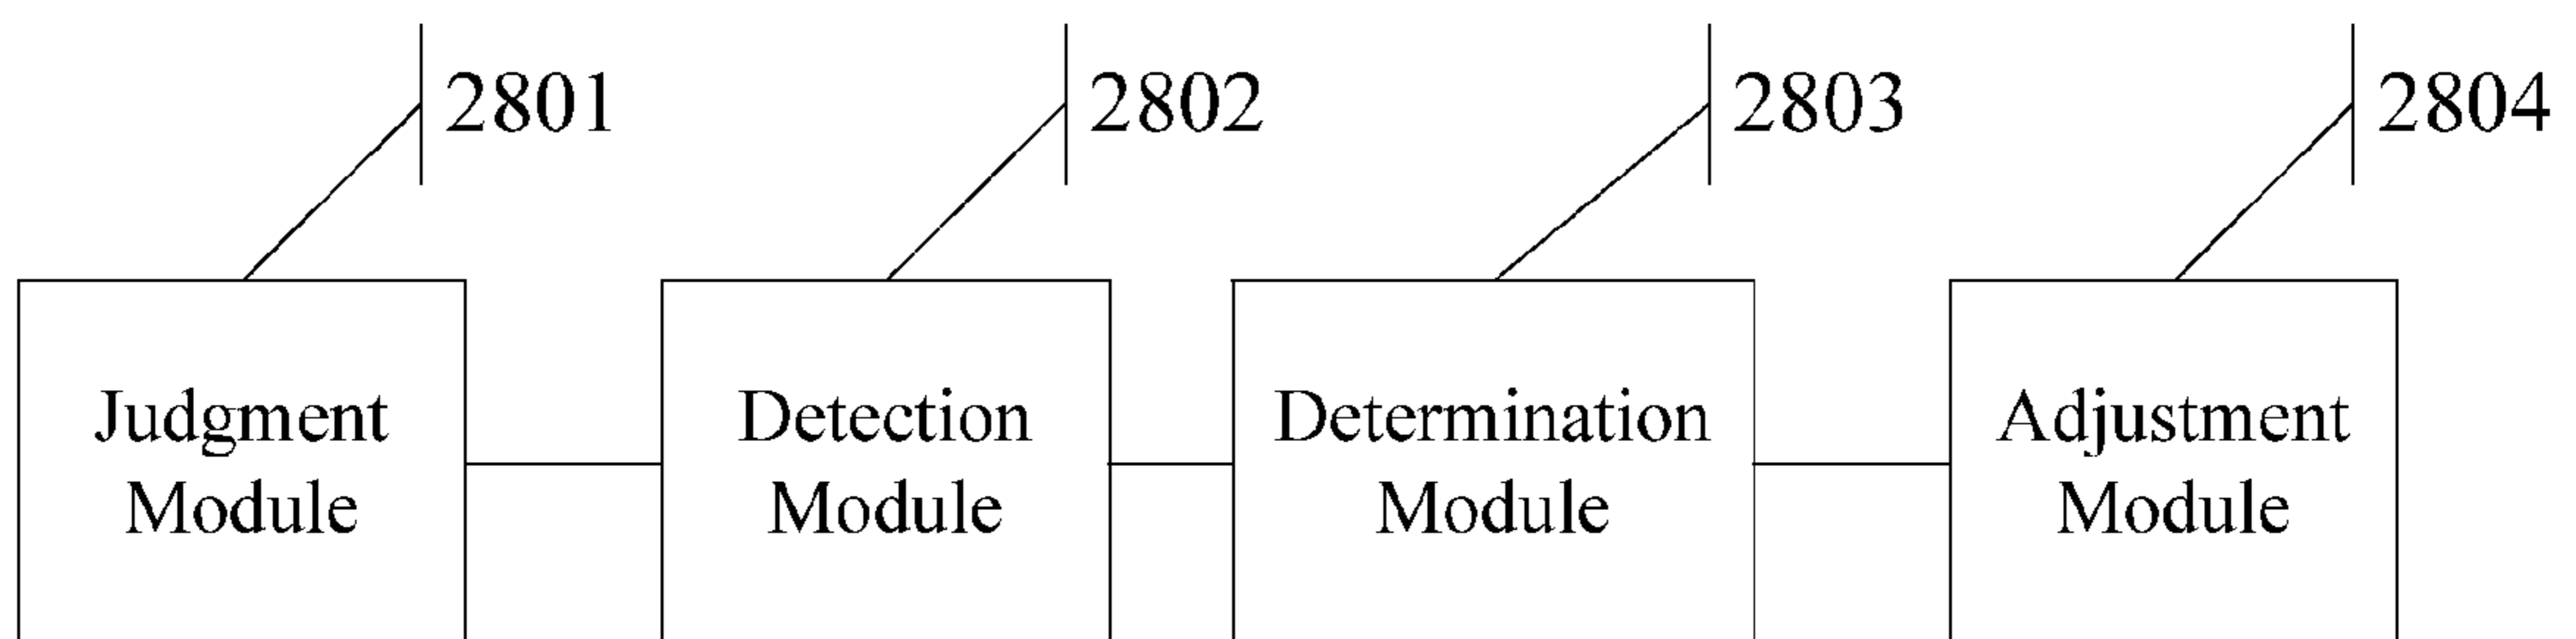 2801
2802
2803
2804
Judgment
Module
Detection
Module
Determination
Module
Adjustment
Module